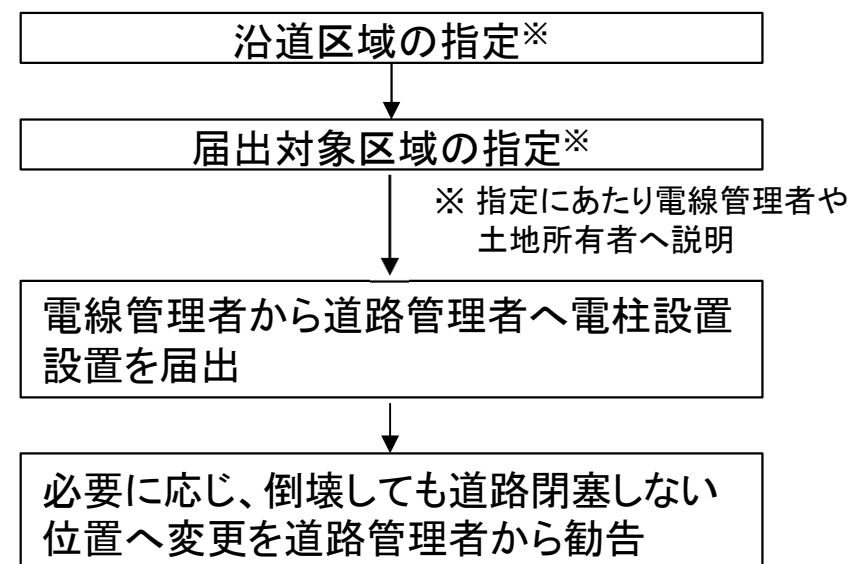 沿道区域の指定※
届出対象区域の指定※
※ 指定にあたり電線管理者や
土地所有者へ説明
電線管理者から道路管理者へ電柱設置
設置を届出
必要に応じ、倒壊しても道路閉塞しない
位置へ変更を道路管理者から勧告